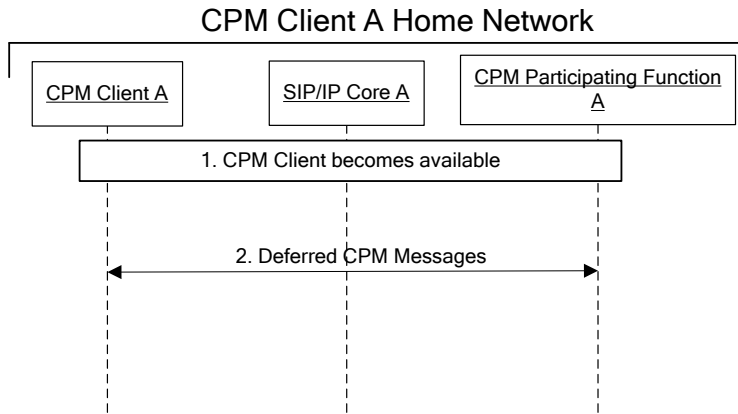 CPM Client A Home Network
CPM Client A
SIP/IP Core A
CPM Participating Function
A
1. CPM Client becomes available
2. Deferred CPM Messages